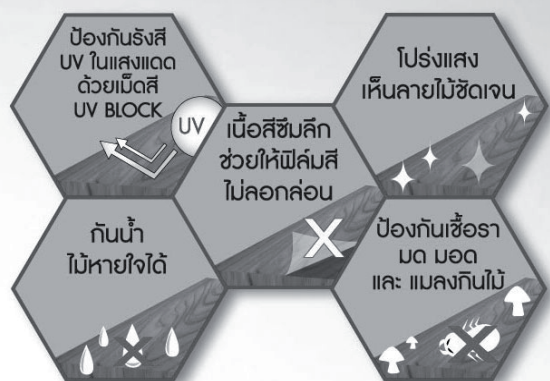 ป้องกันรังสี
UV ในแสงแดด
ด้วยเม็ดสี
UV BLOCK
UV
โปร่งแสง
เห็นลายไม้ชัดเจน
เนื้อสีซึมลึก
ช่วยให้ฟิล์มสี
ไม่ลอกล่อน
กันน้ำ
ไม้หายใจได้
ป้องกันเชื้อรา
มด มอด
และ แมลงกินไม้